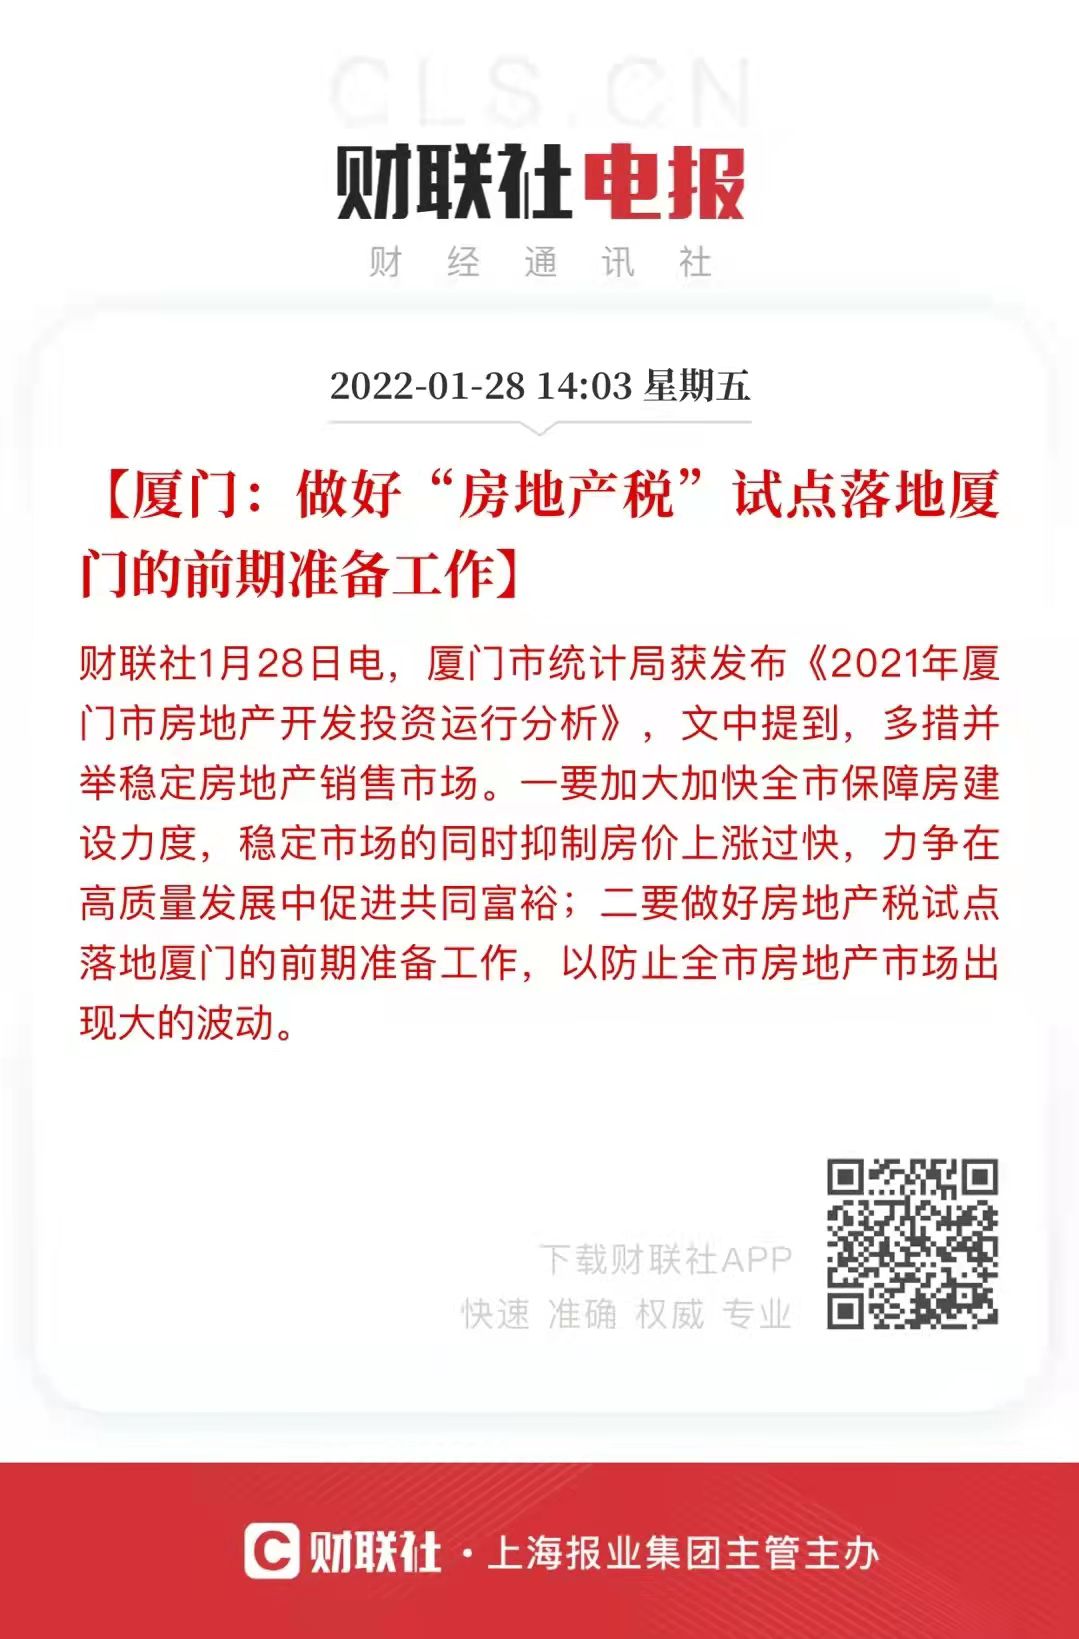 CLS.CN
财联社电报
财经通讯社
2022-01-28 14:03 星期五
【厦门：做好“房地产税”试点落地厦
门的前期准备工作】
财联社1月28日电，厦门市统计局获发布《2021年厦
门市房地产开发投资运行分析》，文中提到，多措并
举稳定房地产销售市场。一要加大加快全市保障房建
设力度，稳定市场的同时抑制房价上涨过快，力争在
高质量发展中促进共同富裕；二要做好房地产税试点
落地厦门的前期准备工作，以防止全市房地产市场出
现大的波动。
下载财联社APP
快速 准确 权威 专业
C 财联社·上海报业集团主管主办